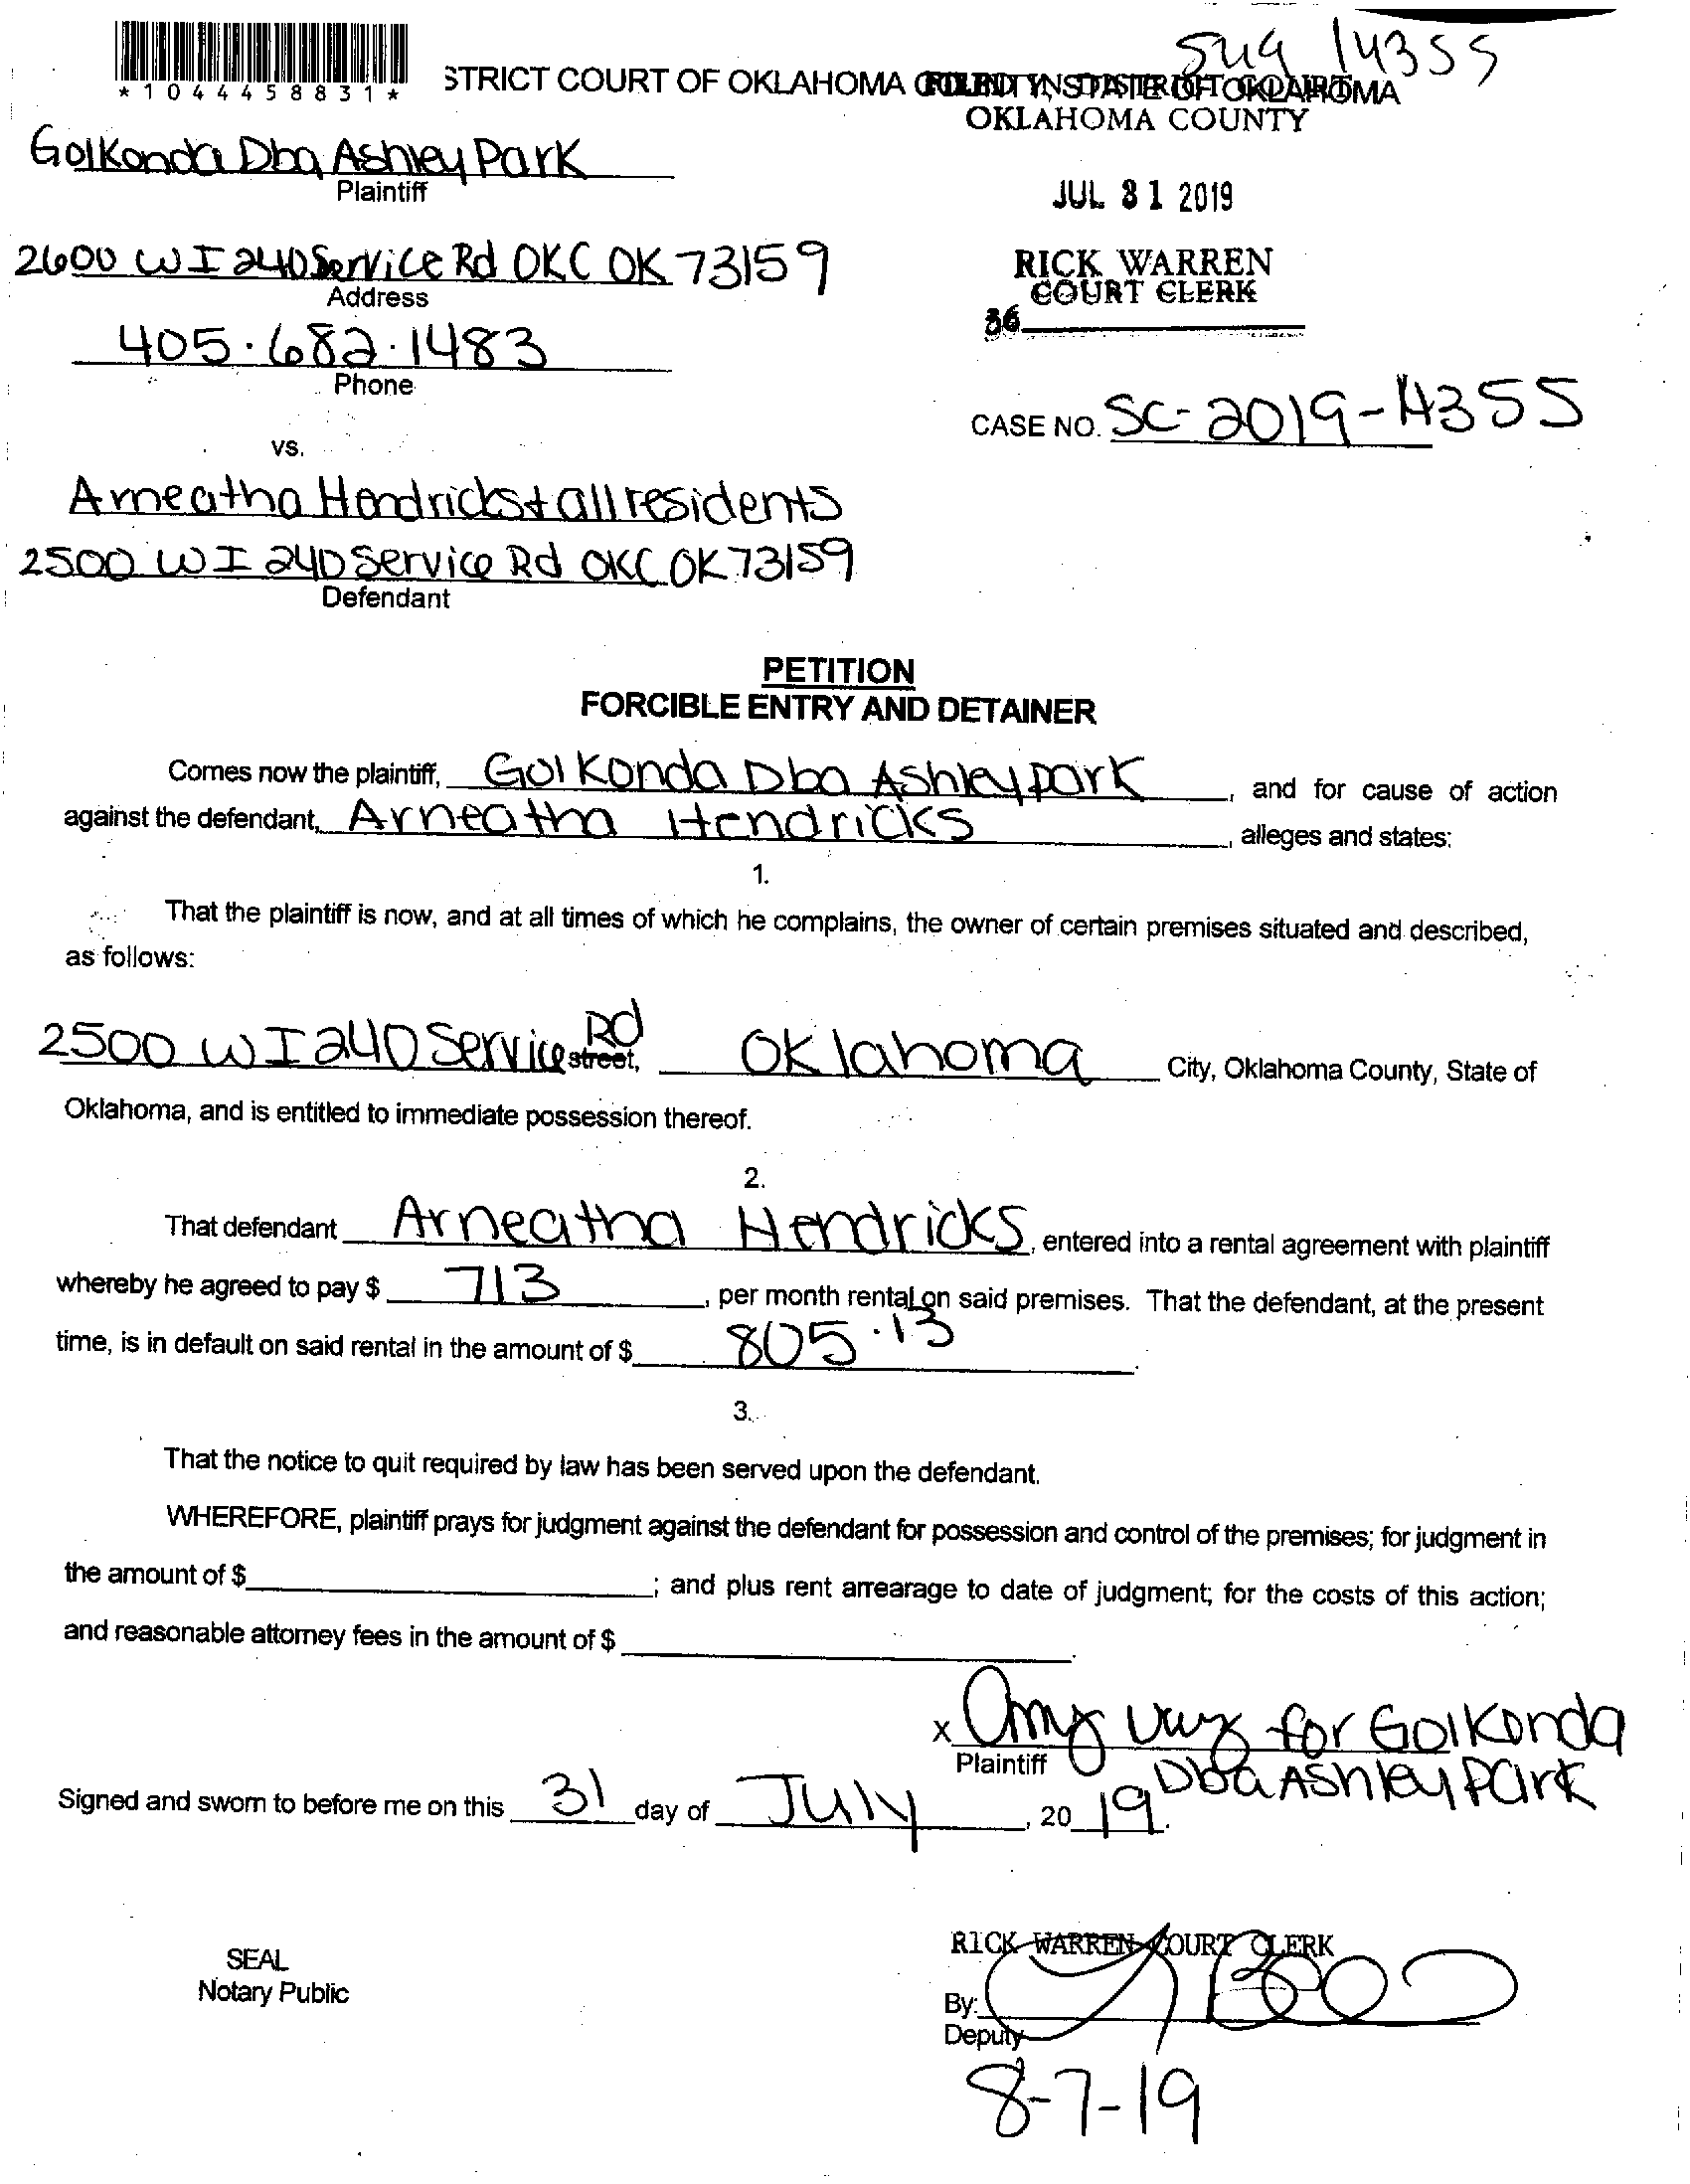 SM9 14355
*1044458831*
STRICT COURT OF OKLAHOMA COUNTY, STATE OF OKLAHOMA
FILED IN DISTRICT COURT
OKLAHOMA COUNTY
Golkonda Dba Ashley Park
Plaintiff
JUL 31 2019
2600 W I 240 Service Rd OKC OK 73159
Address
RICK WARREN
COURT CLERK
36
405.682.1483
Phone
CASE NO. SC-2019-14355
vs.
Arneatha Hendricks + all residents
2500 W I 240 Service Rd OKC OK 73159
Defendant
PETITION
FORCIBLE ENTRY AND DETAINER
Comes now the plaintiff, Golkonda Dba Ashley park, and for cause of action
against the defendant, Arneatha Hendricks, alleges and states:
1.
That the plaintiff is now, and at all times of which he complains, the owner of certain premises situated and described,
as follows:
2500 W I 240 Service Rd street, Oklahoma City, Oklahoma County, State of
Oklahoma, and is entitled to immediate possession thereof.
2.
That defendant Arneatha Hendricks, entered into a rental agreement with plaintiff
whereby he agreed to pay $ 713, per month rental on said premises. That the defendant, at the present
time, is in default on said rental in the amount of $ 805.13.
3.
That the notice to quit required by law has been served upon the defendant.
WHEREFORE, plaintiff prays for judgment against the defendant for possession and control of the premises; for judgment in
the amount of $; and plus rent arrearage to date of judgment; for the costs of this action;
and reasonable attorney fees in the amount of $.
x Amy for Golkonda
Plaintiff Dba Ashley Park
Signed and sworn to before me on this 31 day of July, 2019.
RICK WARREN COURT CLERK
SEAL
Notary Public
By:
Deputy
8-7-19